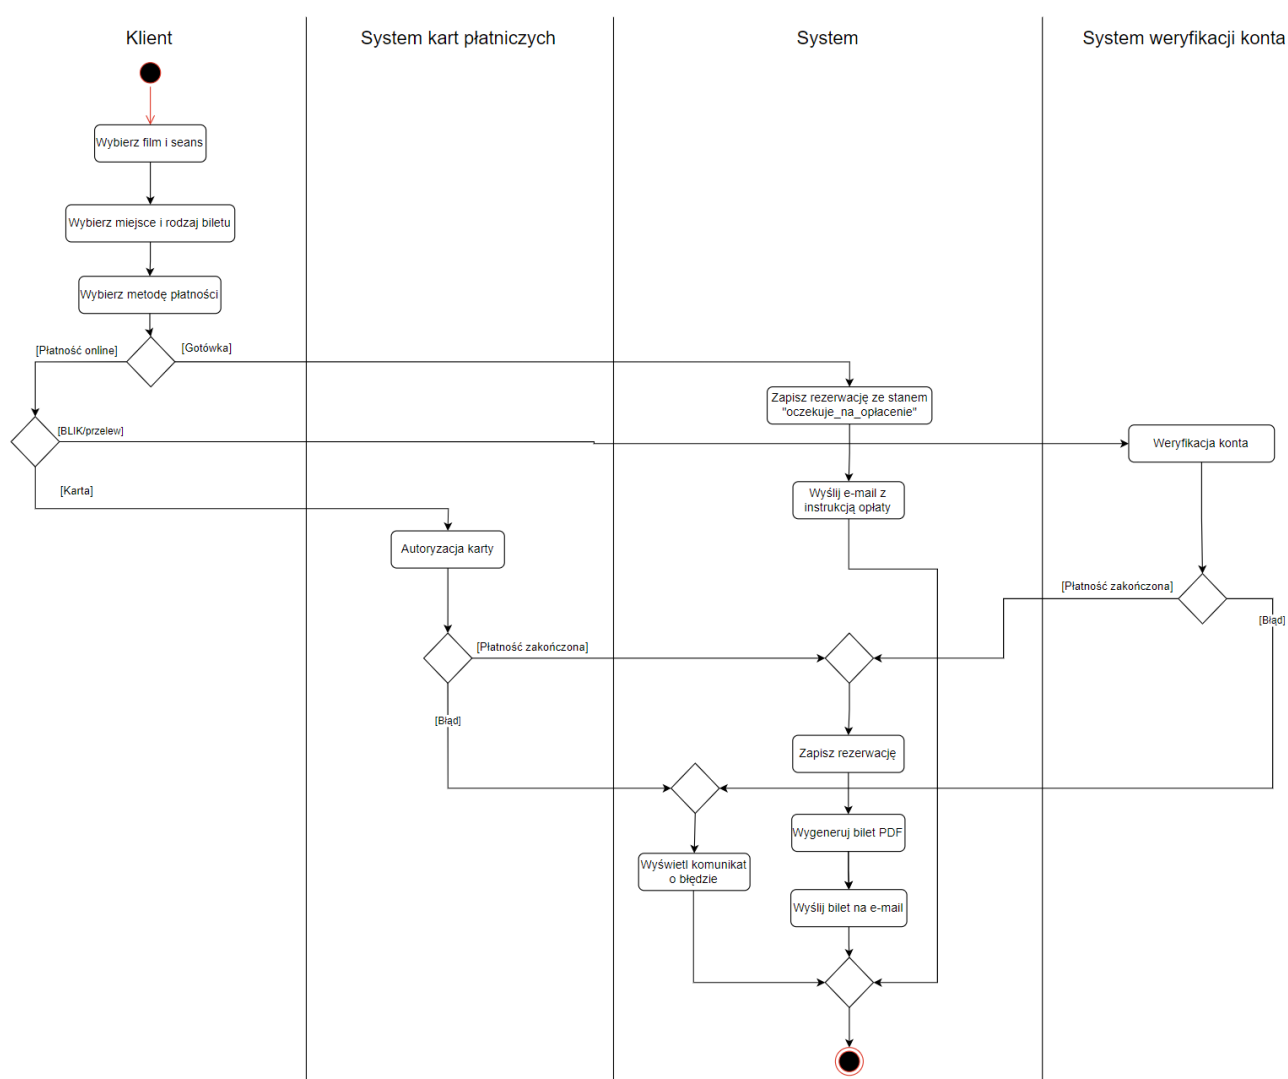 Klient
System kart płatniczych
System
System weryfikacji konta
Wybierz film i seans
Wybierz miejsce i rodzaj biletu
Wybierz metodę płatności
[Płatność online]
[Gotówka]
Zapisz rezerwację ze stanem
"oczekuje_na_opłacenie"
[BLIK/przelew]
Weryfikacja konta
[Karta]
Wyślij e-mail z
instrukcją opłaty
Autoryzacja karty
[Płatność zakończona]
[Błąd]
[Płatność zakończona]
[Błąd]
Zapisz rezerwację
Wygeneruj bilet PDF
Wyświetl komunikat
o błędzie
Wyślij bilet na e-mail